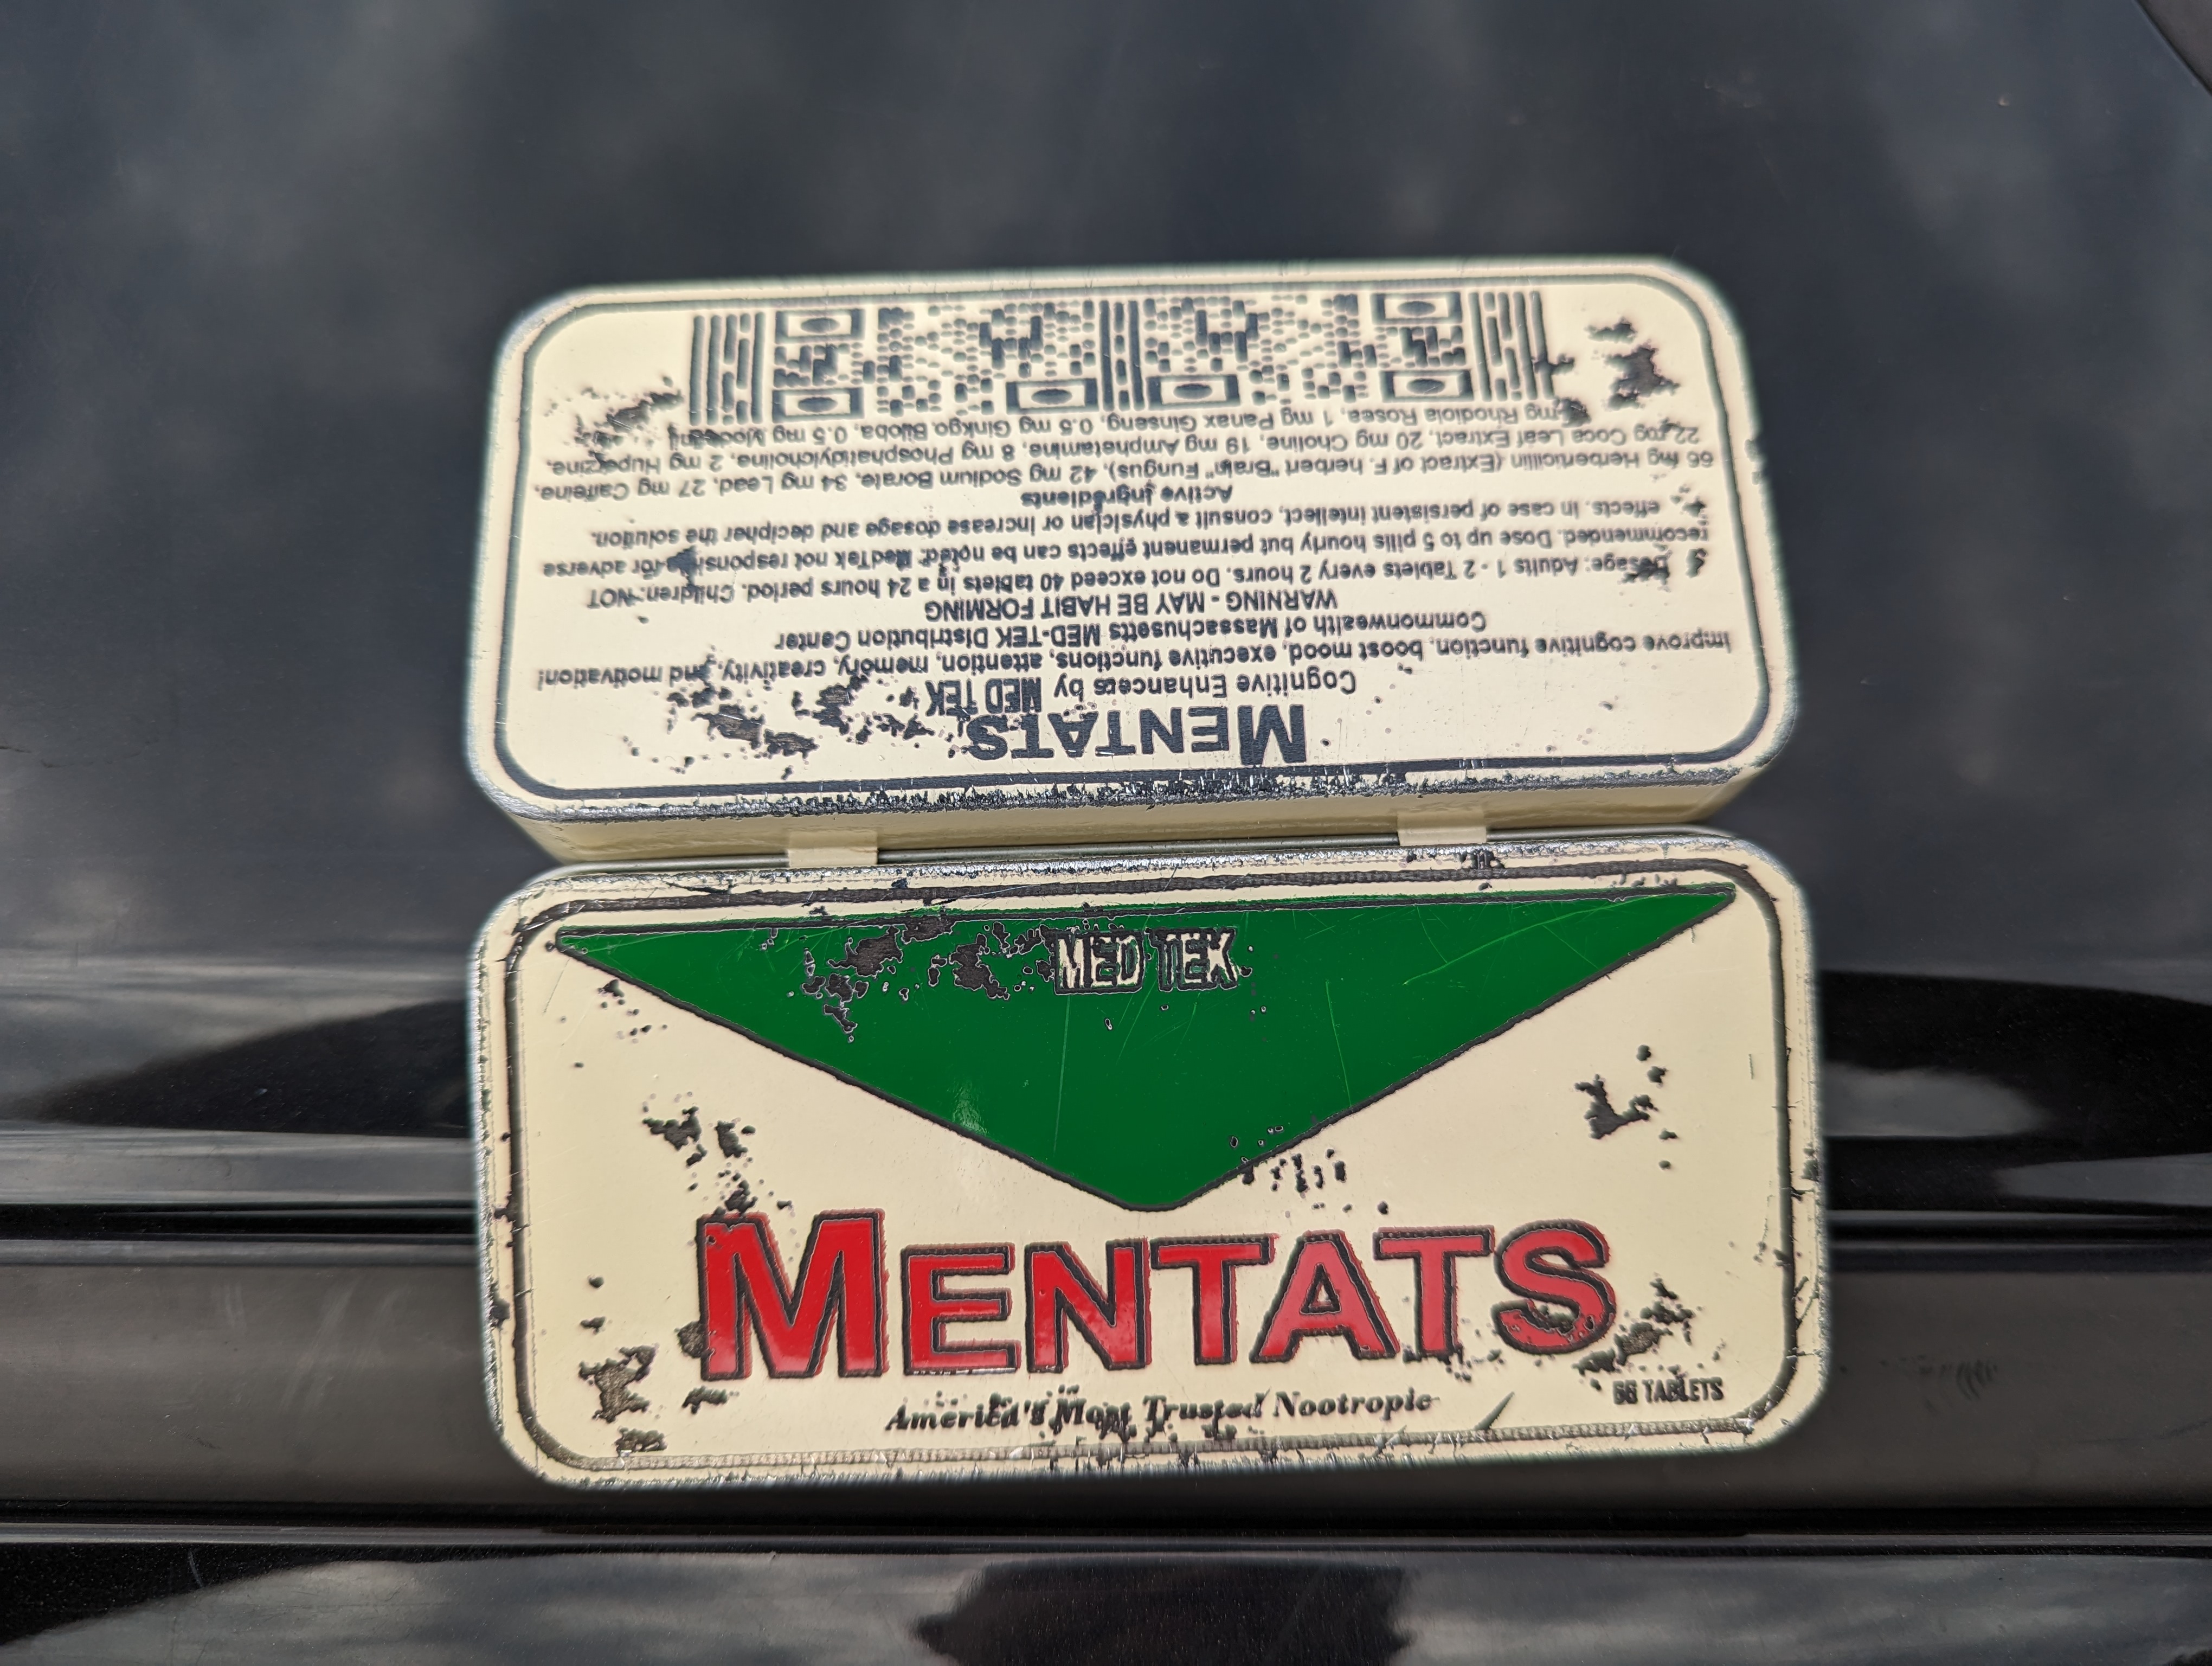 MENTATS
Cognitive Enhancers by MED TEK
Improve cognitive function, boost mood, executive functions, attention, memory, creativity, and motivation!
Commonwealth of Massachusetts MED-TEK Distribution Center
WARNING - MAY BE HABIT FORMING
Dosage: Adults 1 - 2 Tablets every 2 hours. Do not exceed 40 tablets in a 24 hours period. Children: NOT
recommended. Dose up to 5 pills hourly but permanent effects can be noted. MedTek not responsible for adverse
effects. In case of persistent intellect, consult a physician or increase dosage and decipher the solution.
Active Ingredients
66 mg Herbericillin (Extract of F. herbert "Brain" Fungus), 42 mg Sodium Borate, 34 mg Lead, 27 mg Caffeine,
22 mg Coca Leaf Extract, 20 mg Choline, 19 mg Amphetamine, 8 mg Phosphatidylcholine, 2 mg Huperzine,
mg Rhodiola Rosea, 1 mg Panax Ginseng, 0.5 mg Ginkgo Biloba, 0.5 mg
MED TEK
MENTATS
America's Most Trusted Nootropic
66 TABLETS